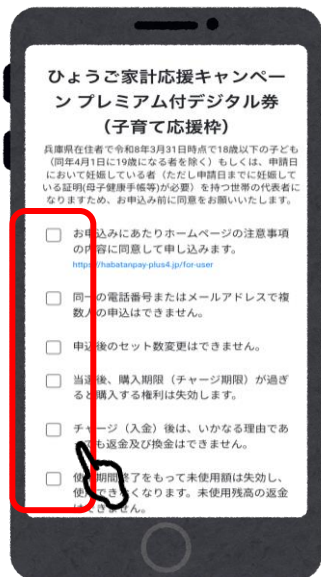 ひょうご家計応援キャンペー
ン プレミアム付デジタル券
（子育て応援枠）
兵庫県在住者で令和8年3月31日時点で18歳以下の子ども
（同年4月1日に19歳になる者を除く）もしくは、申請日
において妊娠している者（ただし申請日までに妊娠して
いる証明(母子健康手帳等)が必要）を持つ世帯の代表者に
なりますため、お申込み前に同意をお願いいたします。
お申込みにあたりホームページの注意事項
の内容に同意して申し込みます。
https://habatanpay-plus4.jp/for-user
同一の電話番号またはメールアドレスで複
数人の申込はできません。
申込後のセット数変更はできません。
当選後、購入期限（チャージ期限）が過ぎ
ると購入する権利は失効します。
チャージ（入金）後は、いかなる理由であ
っても返金及び換金はできません。
使用期間終了をもって未使用額は失効し、
使用できなくなります。未使用残高の返金
はできません。